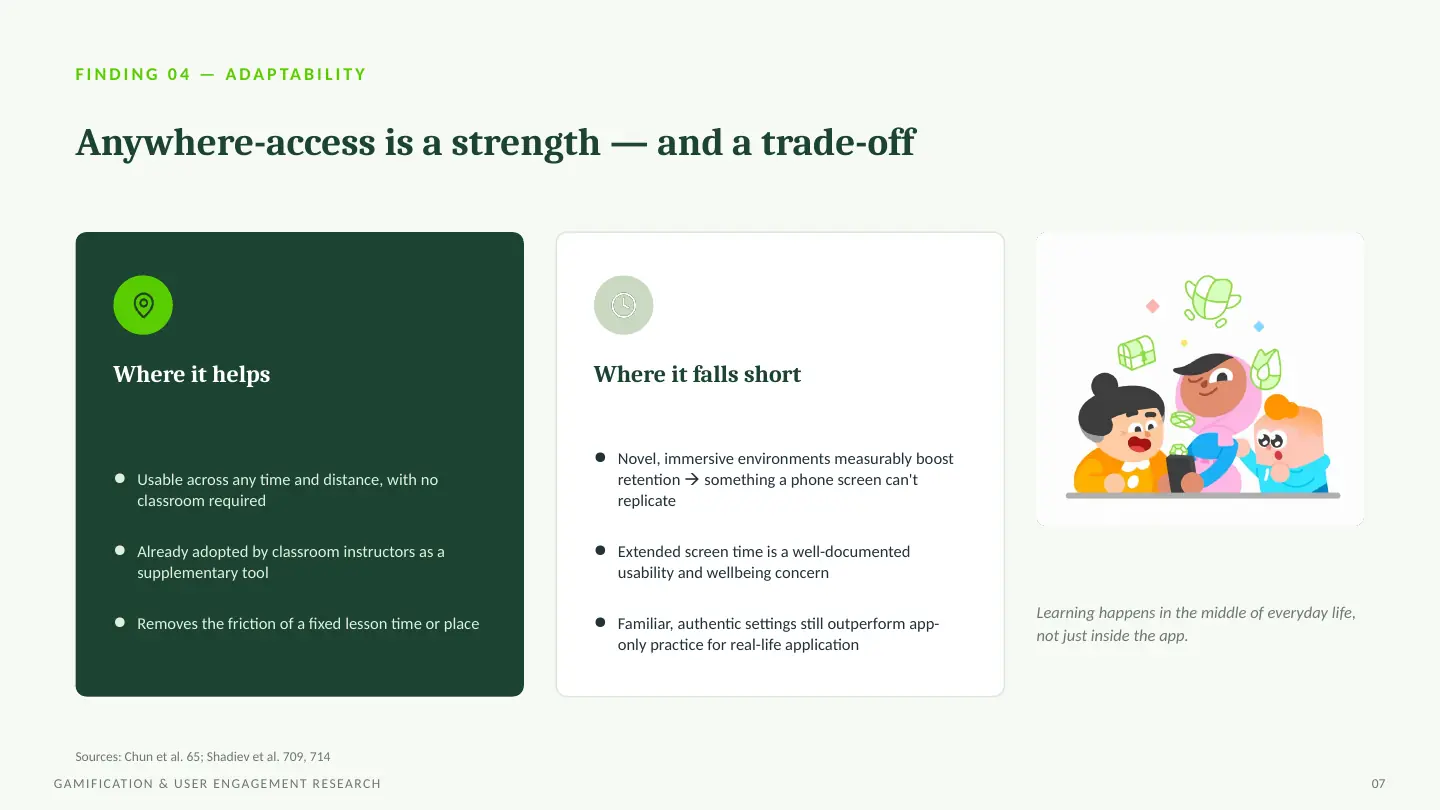 FINDING 04 — ADAPTABILITY
Anywhere-access is a strength — and a trade-off
Where it helps
Usable across any time and distance, with no
classroom required
Already adopted by classroom instructors as a
supplementary tool
Removes the friction of a fixed lesson time or place
Where it falls short
Novel, immersive environments measurably boost
retention → something a phone screen can't
replicate
Extended screen time is a well-documented
usability and wellbeing concern
Familiar, authentic settings still outperform app-
only practice for real-life application
Learning happens in the middle of everyday life,
not just inside the app.
Sources: Chun et al. 65; Shadiev et al. 709, 714
GAMIFICATION & USER ENGAGEMENT RESEARCH
07